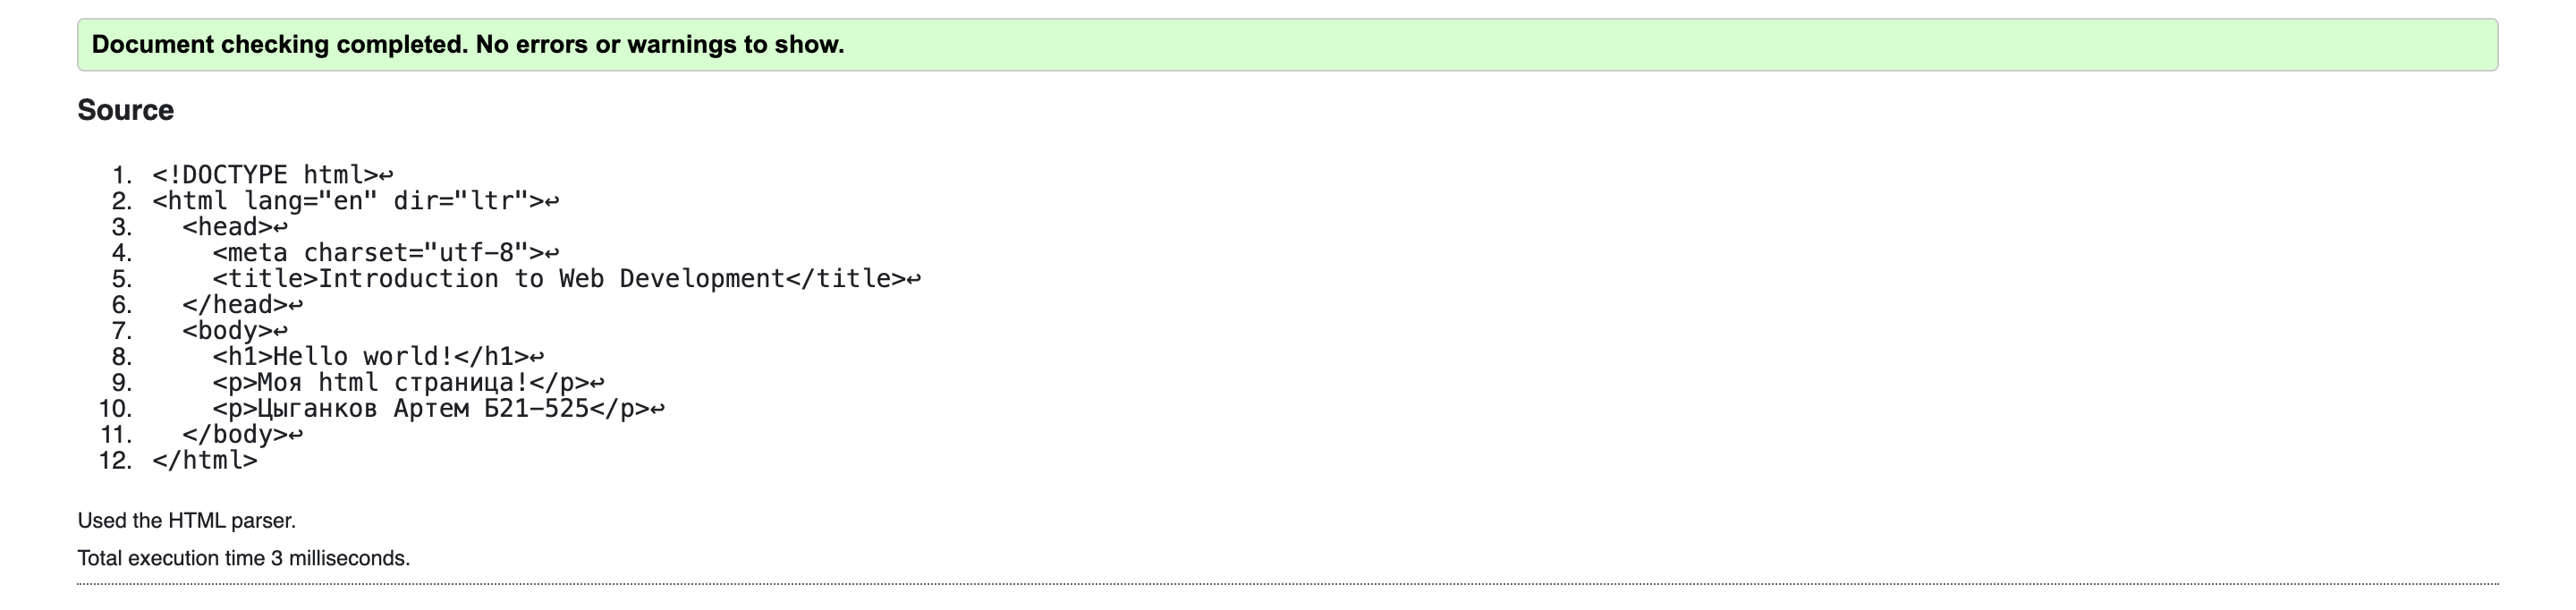 Document checking completed. No errors or warnings to show.
Source
1. <!DOCTYPE html>↩
2. <html lang="en" dir="ltr">↩
3.   <head>↩
4.     <meta charset="utf-8">↩
5.     <title>Introduction to Web Development</title>↩
6.   </head>↩
7.   <body>↩
8.     <h1>Hello world!</h1>↩
9.     <p>Моя html страница!</p>↩
10.     <p>Цыганков Артем Б21-525</p>↩
11.   </body>↩
12. </html>
Used the HTML parser.
Total execution time 3 milliseconds.